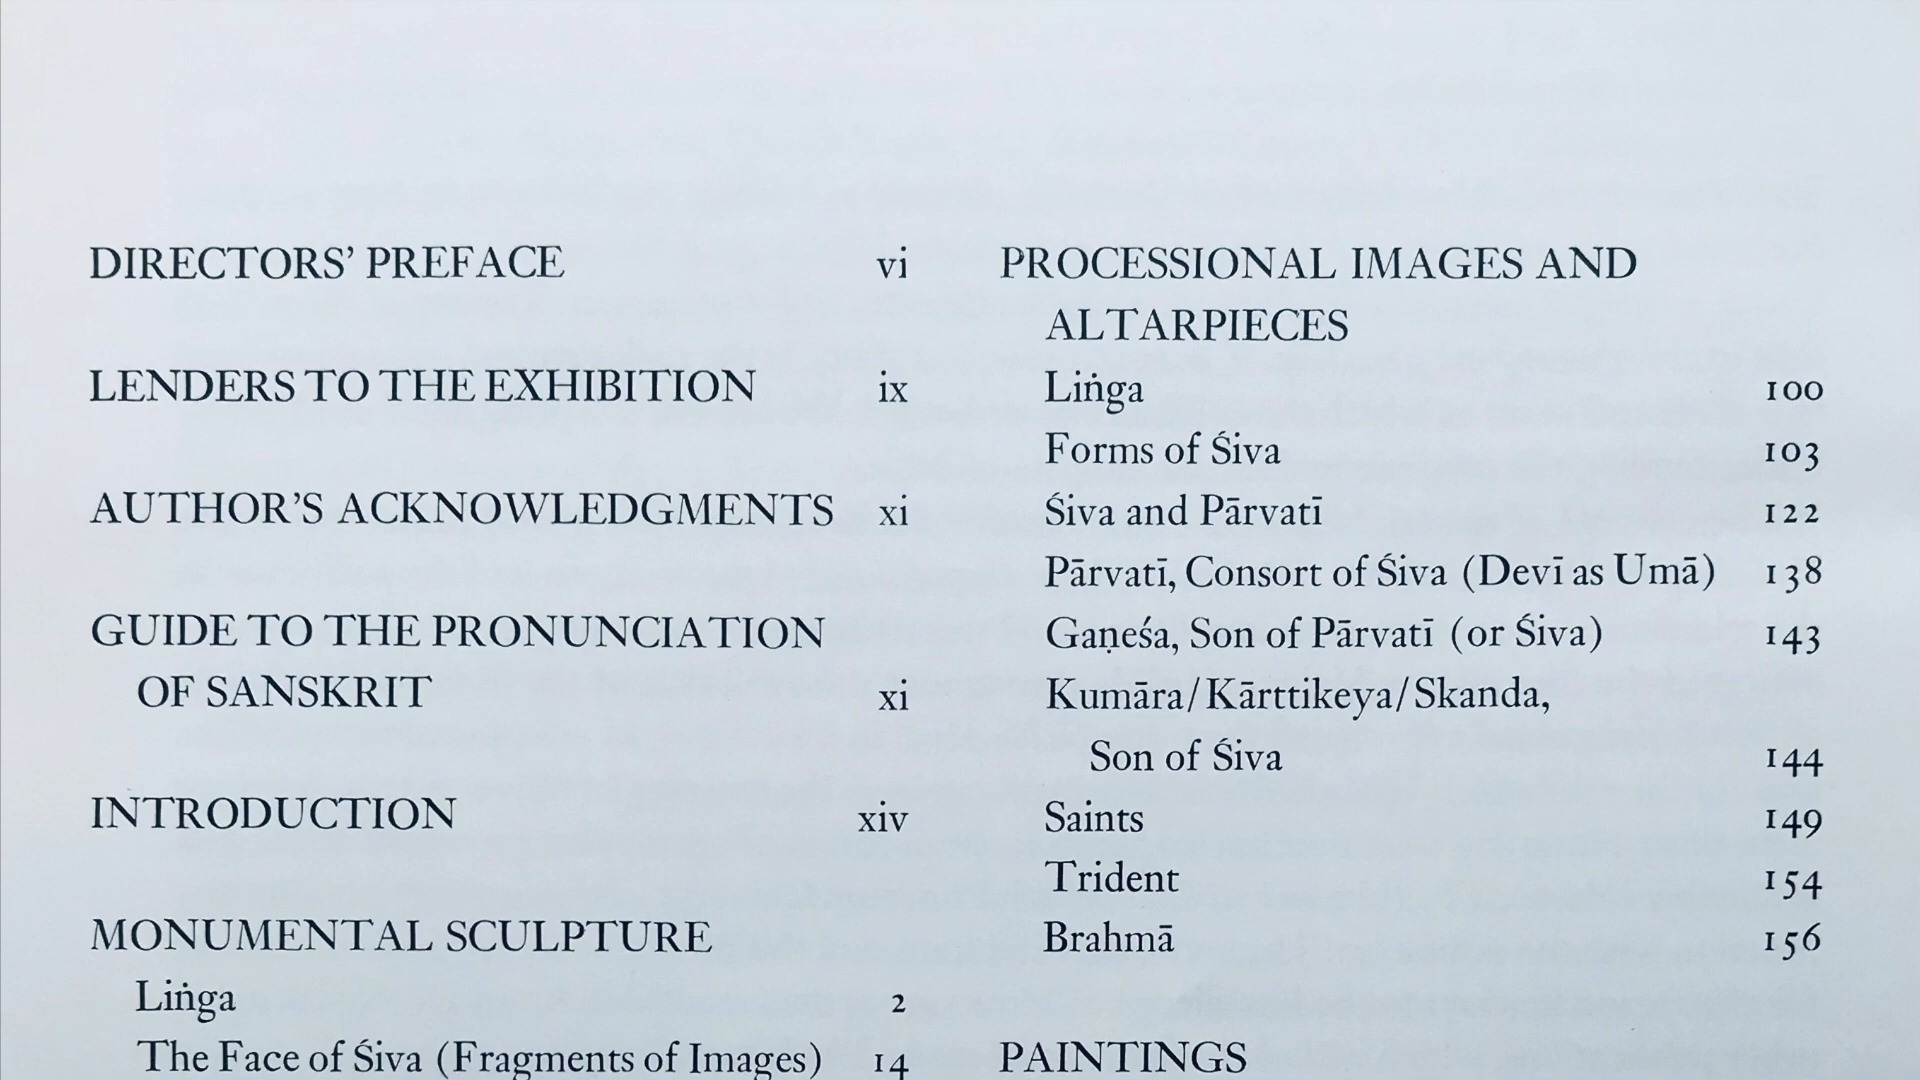 DIRECTORS’ PREFACE vi
LENDERS TO THE EXHIBITION ix
AUTHOR’S ACKNOWLEDGMENTS xi
GUIDE TO THE PRONUNCIATION
OF SANSKRIT xi
INTRODUCTION xiv
MONUMENTAL SCULPTURE
Liṅga 2
The Face of Śiva (Fragments of Images) 14
PROCESSIONAL IMAGES AND
ALTARPIECES
Liṅga 100
Forms of Śiva 103
Śiva and Pārvatī 122
Pārvatī, Consort of Śiva (Devī as Umā) 138
Gaṇeśa, Son of Pārvatī (or Śiva) 143
Kumāra/Kārttikeya/Skanda,
Son of Śiva 144
Saints 149
Trident 154
Brahmā 156
PAINTINGS